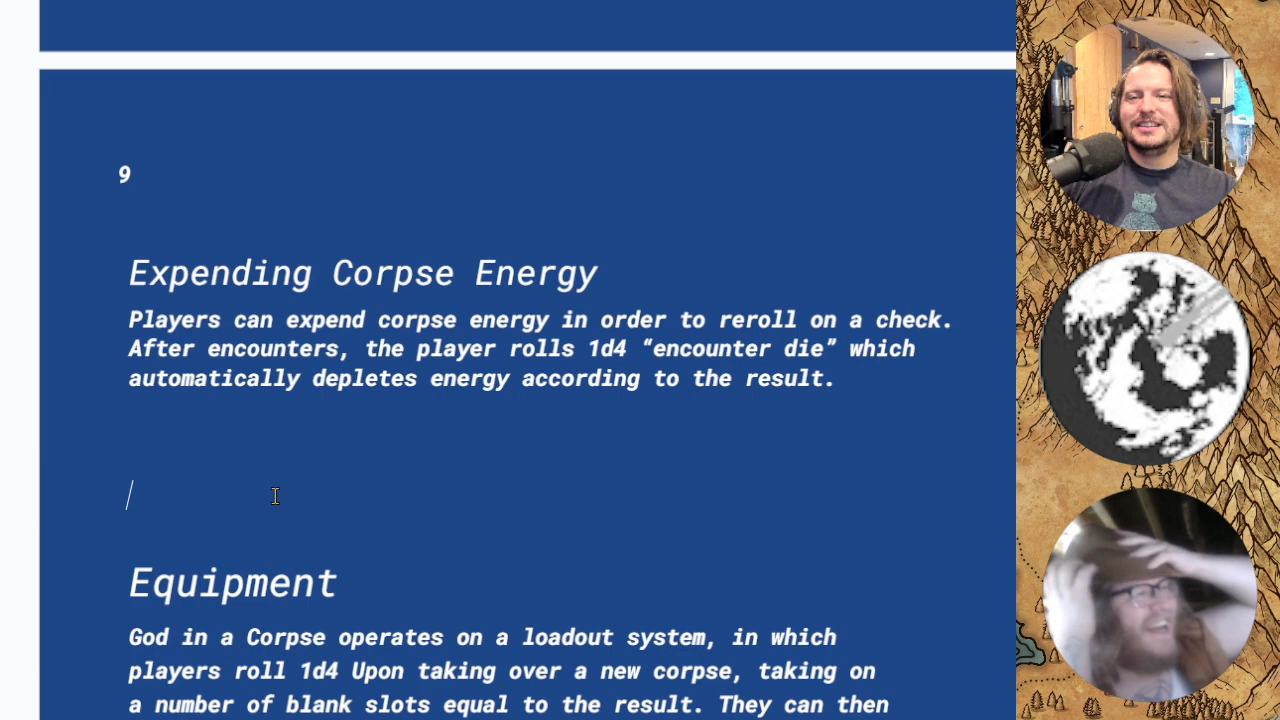 9
Expending Corpse Energy
Players can expend corpse energy in order to reroll on a check.
After encounters, the player rolls 1d4 “encounter die” which
automatically depletes energy according to the result.
Equipment
God in a Corpse operates on a loadout system, in which
players roll 1d4 Upon taking over a new corpse, taking on
a number of blank slots equal to the result. They can then